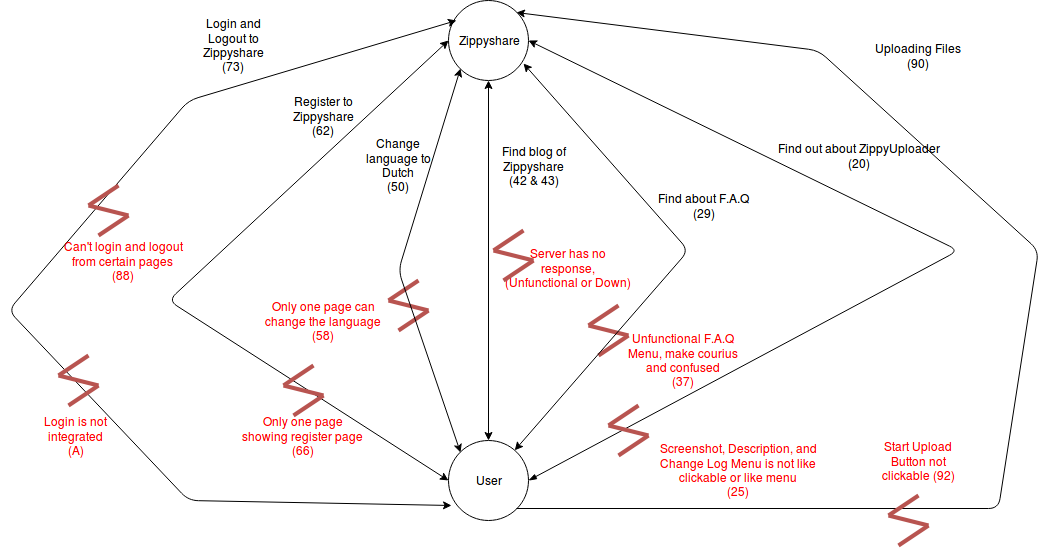 Zippyshare
Login and
Logout to
Zippyshare
(73)
Uploading Files
(90)
Register to
Zippyshare
(62)
Change
language to
Dutch
(50)
Find blog of
Zippyshare
(42 & 43)
Find out about ZippyUploader
(20)
Find about F.A.Q
(29)
Can't login and logout
from certain pages
(88)
Server has no
response,
(Unfunctional or Down)
Only one page can
change the language
(58)
Unfunctional F.A.Q
Menu, make courius
and confused
(37)
Login is not
integrated
(A)
Only one page
showing register page
(66)
Screenshot, Description, and
Change Log Menu is not like
clickable or like menu
(25)
Start Upload
Button not
clickable (92)
User